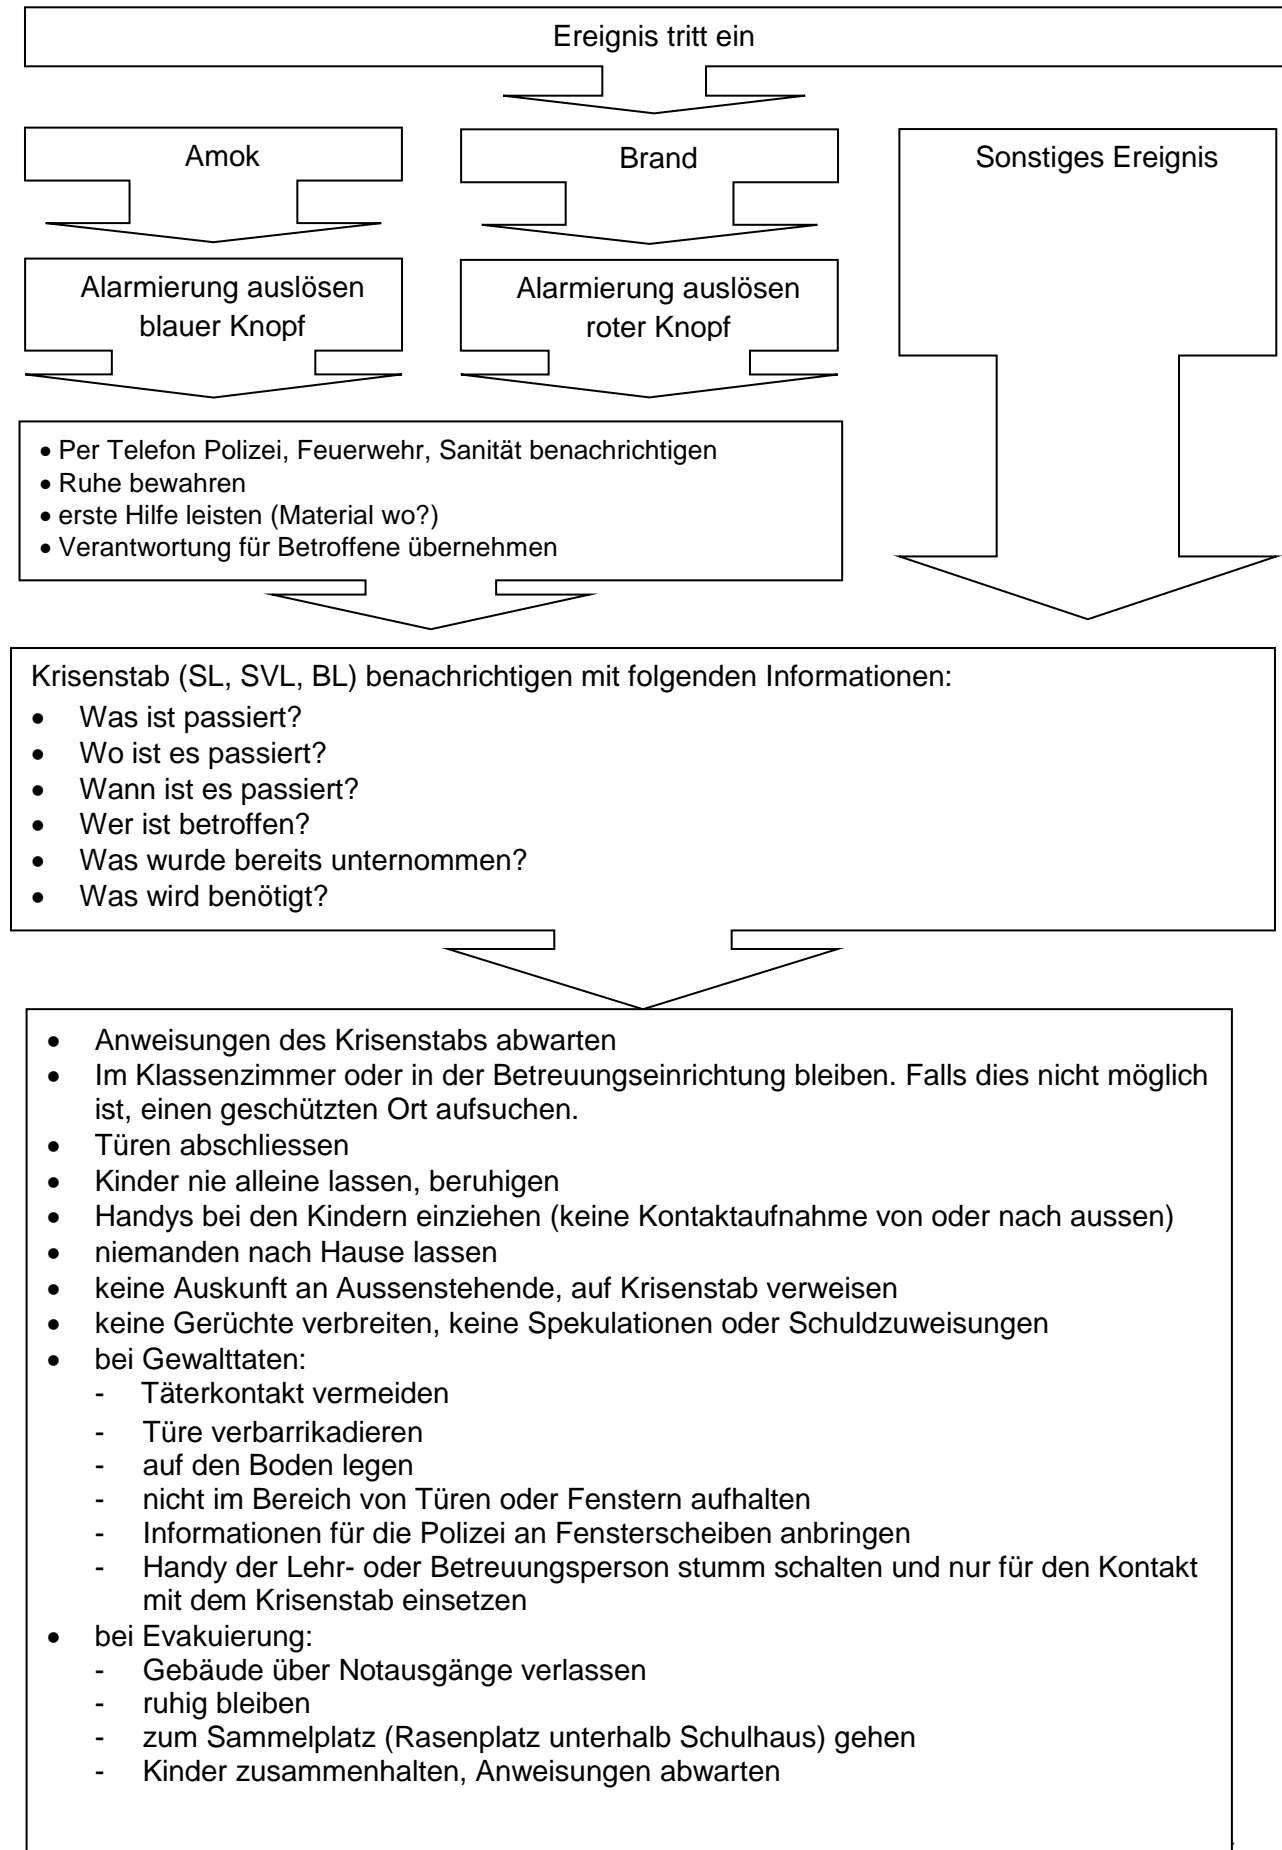 Ereignis tritt ein
Amok
Brand
Sonstiges Ereignis
Alarmierung auslösen
blauer Knopf
Alarmierung auslösen
roter Knopf
• Per Telefon Polizei, Feuerwehr, Sanität benachrichtigen
• Ruhe bewahren
• erste Hilfe leisten (Material wo?)
• Verantwortung für Betroffene übernehmen
Krisenstab (SL, SVL, BL) benachrichtigen mit folgenden Informationen:
• Was ist passiert?
• Wo ist es passiert?
• Wann ist es passiert?
• Wer ist betroffen?
• Was wurde bereits unternommen?
• Was wird benötigt?
• Anweisungen des Krisenstabs abwarten
• Im Klassenzimmer oder in der Betreuungseinrichtung bleiben. Falls dies nicht möglich
ist, einen geschützten Ort aufsuchen.
• Türen abschliessen
• Kinder nie alleine lassen, beruhigen
• Handys bei den Kindern einziehen (keine Kontaktaufnahme von oder nach aussen)
• niemanden nach Hause lassen
• keine Auskunft an Aussenstehende, auf Krisenstab verweisen
• keine Gerüchte verbreiten, keine Spekulationen oder Schuldzuweisungen
• bei Gewalttaten:
- Täterkontakt vermeiden
- Türe verbarrikadieren
- auf den Boden legen
- nicht im Bereich von Türen oder Fenstern aufhalten
- Informationen für die Polizei an Fensterscheiben anbringen
- Handy der Lehr- oder Betreuungsperson stumm schalten und nur für den Kontakt
mit dem Krisenstab einsetzen
• bei Evakuierung:
- Gebäude über Notausgänge verlassen
- ruhig bleiben
- zum Sammelplatz (Rasenplatz unterhalb Schulhaus) gehen
- Kinder zusammenhalten, Anweisungen abwarten